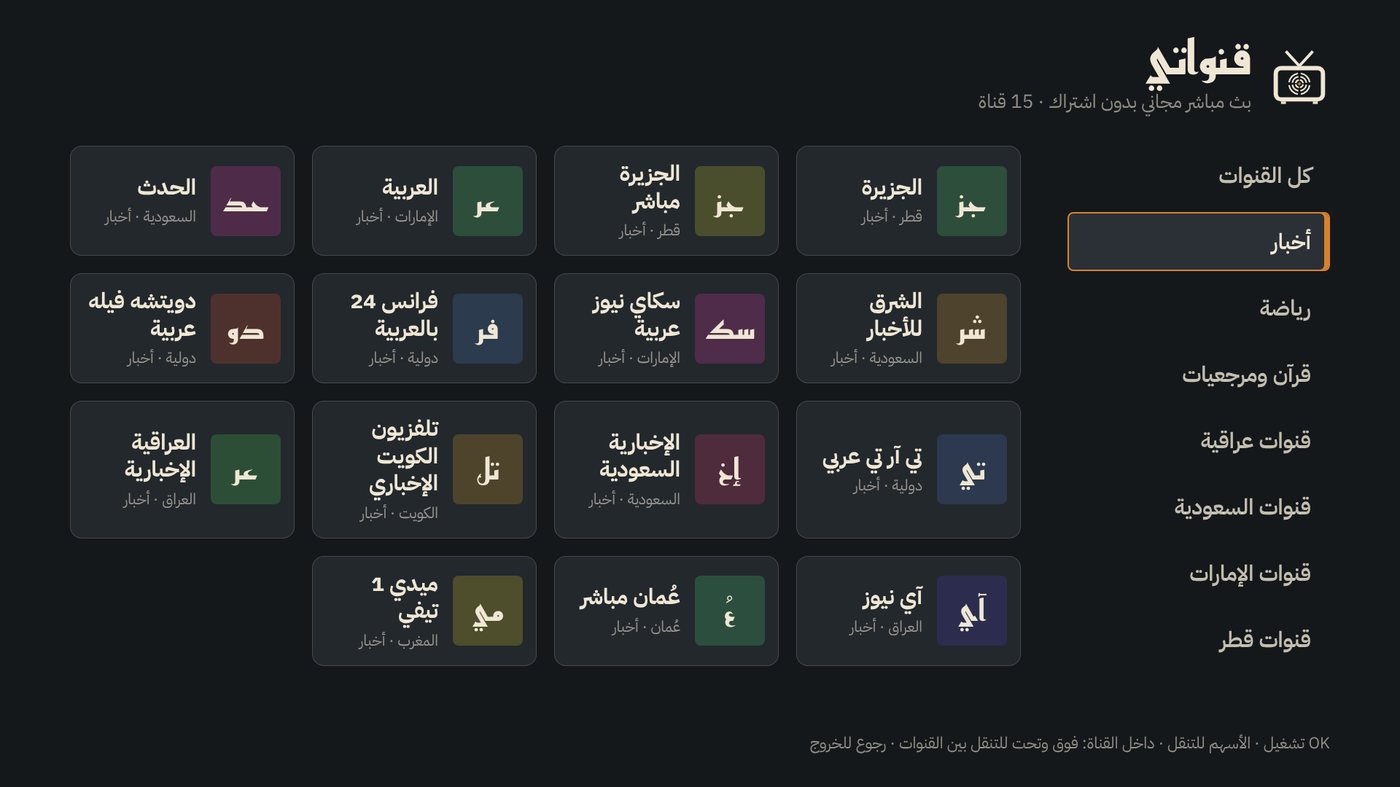 قنواتي
بث مباشر مجاني بدون اشتراك · 15 قناة
كل القنوات
أخبار
رياضة
قرآن ومرجعيات
قنوات عراقية
قنوات السعودية
قنوات الإمارات
قنوات قطر
جز
الجزيرة
قطر · أخبار
جز
الجزيرة
مباشر
قطر · أخبار
عر
العربية
الإمارات · أخبار
حد
الحدث
السعودية · أخبار
شر
الشرق
للأخبار
السعودية · أخبار
سك
سكاي نيوز
عربية
الإمارات · أخبار
فر
فرانس 24
بالعربية
دولية · أخبار
دو
دويتشه فيله
عربية
دولية · أخبار
تي
تي آر تي عربي
دولية · أخبار
إخ
الإخبارية
السعودية
السعودية · أخبار
تل
تلفزيون
الكويت
الإخباري
الكويت · أخبار
عر
العراقية
الإخبارية
العراق · أخبار
آي
آي نيوز
العراق · أخبار
عُ
عُمان مباشر
عُمان · أخبار
مي
ميدي 1
تيفي
المغرب · أخبار
OK تشغيل · الأسهم للتنقل · داخل القناة: فوق وتحت للتنقل بين القنوات · رجوع للخروج